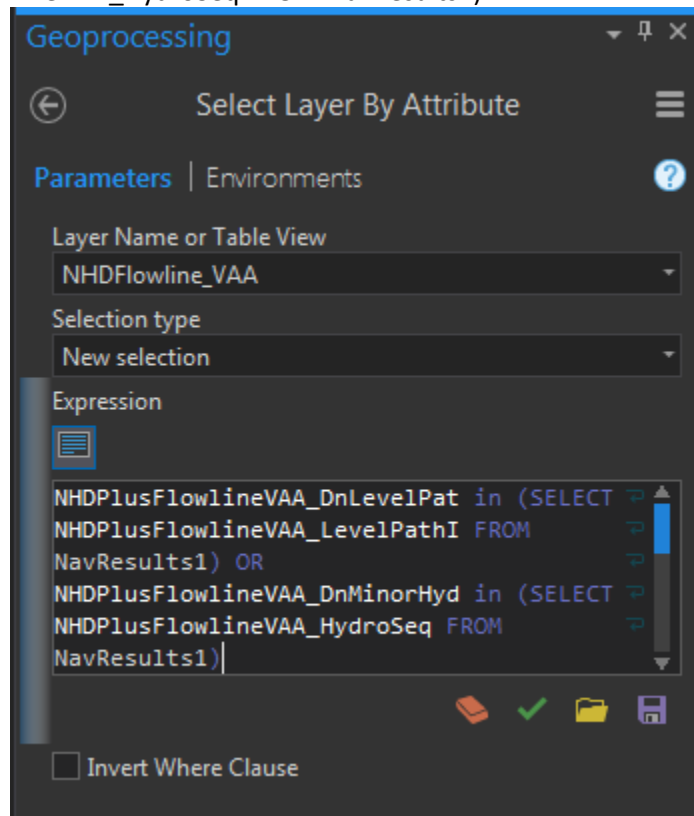 Geoprocessing
Select Layer By Attribute
Parameters | Environments
Layer Name or Table View
NHDFlowline_VAA
Selection type
New selection
Expression
NHDPlusFlowlineVAA_DnLevelPat in (SELECT
NHDPlusFlowlineVAA_LevelPathI FROM
NavResults1) OR
NHDPlusFlowlineVAA_DnMinorHyd in (SELECT
NHDPlusFlowlineVAA_HydroSeq FROM
NavResults1)
Invert Where Clause